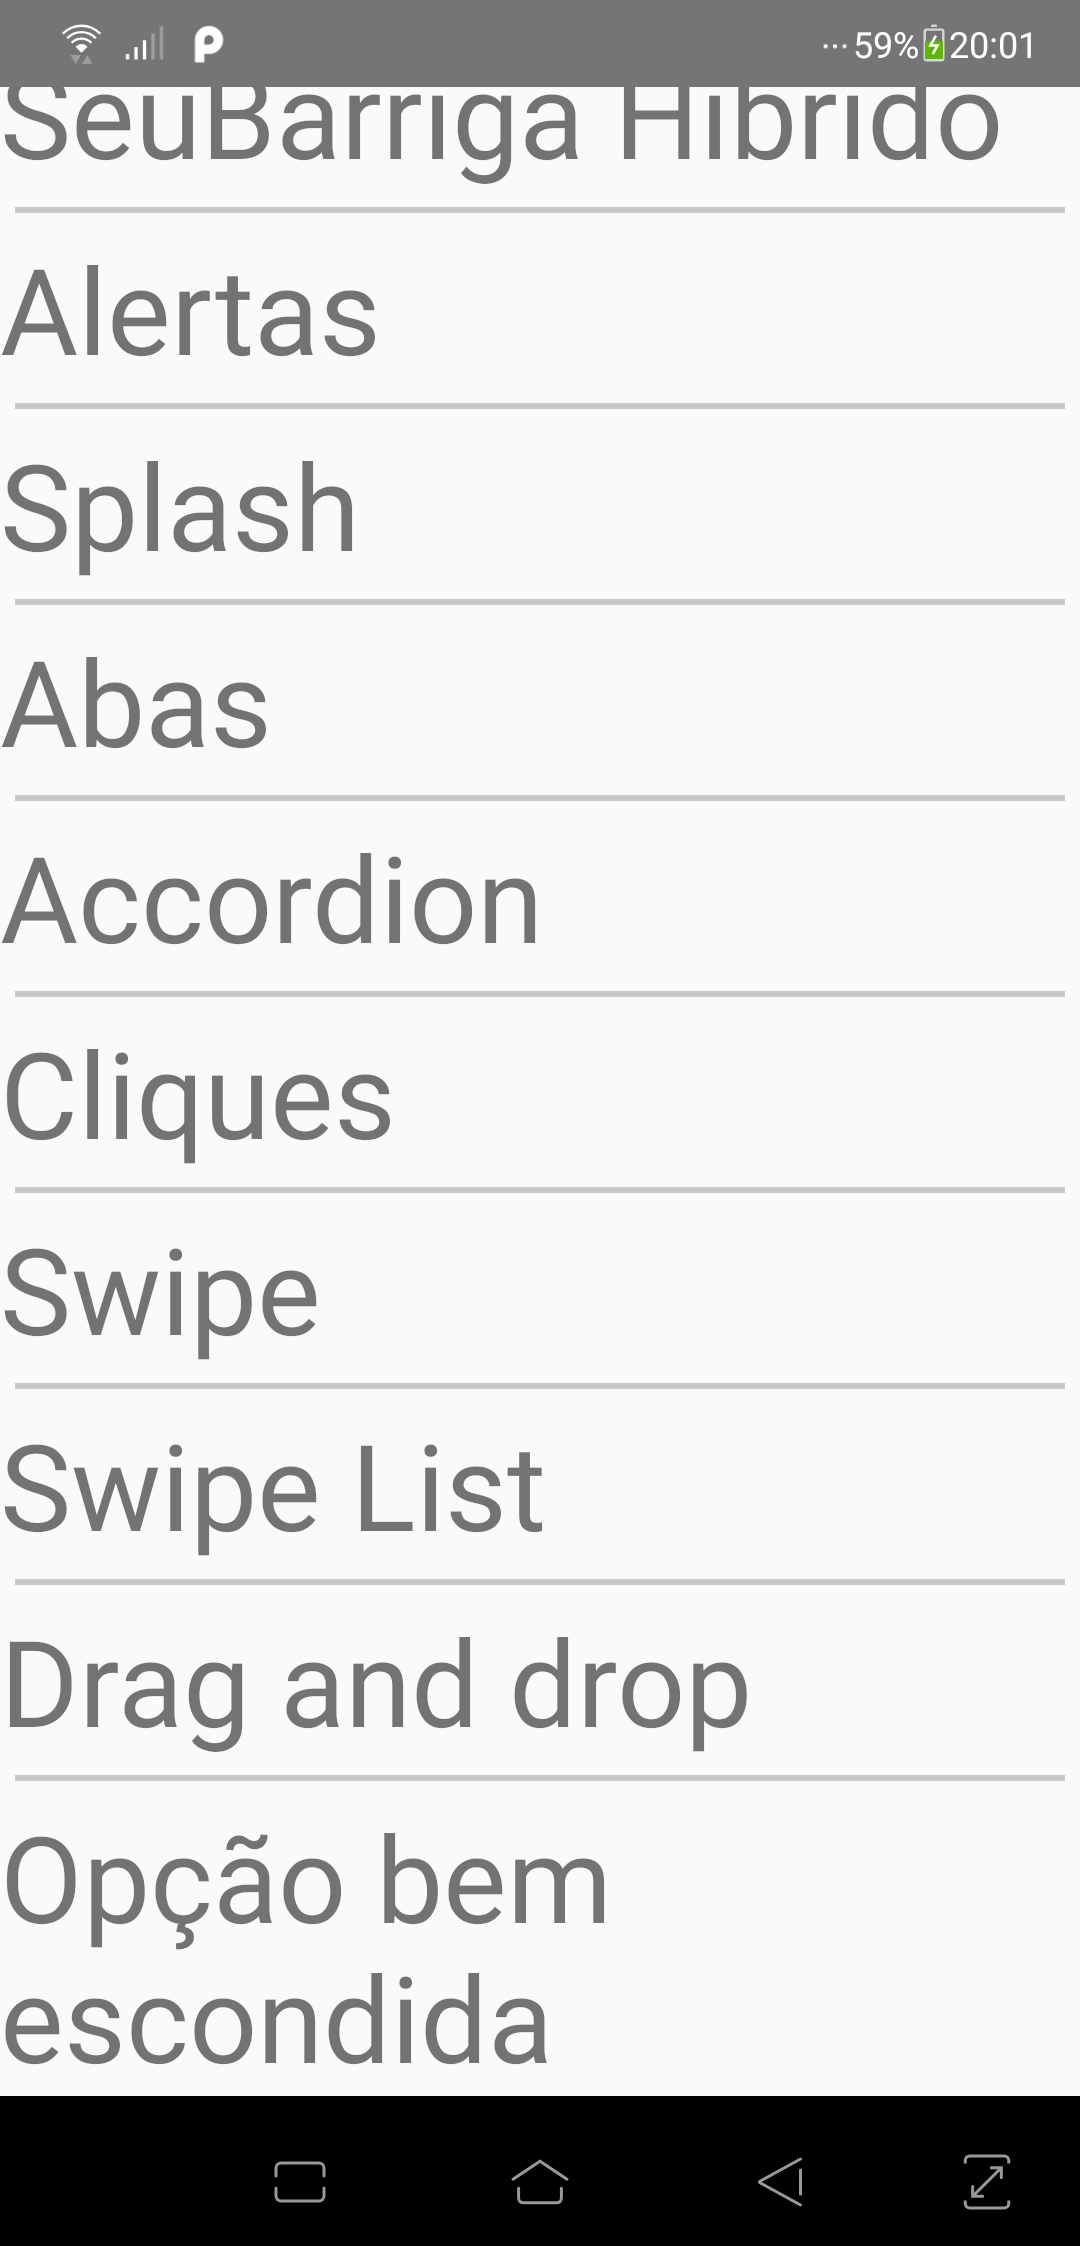 59% 20:01
SeuBarriga Híbrido
Alertas
Splash
Abas
Accordion
Cliques
Swipe
Swipe List
Drag and drop
Opção bem
escondida